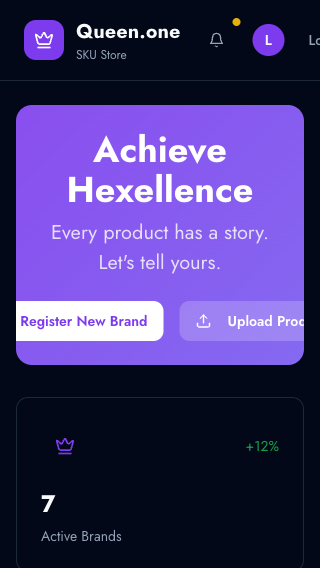 Queen.one
SKU Store
L
Lo
Achieve
Hexellence
Every product has a story.
Let's tell yours.
Register New Brand
Upload Prod
+12%
7
Active Brands